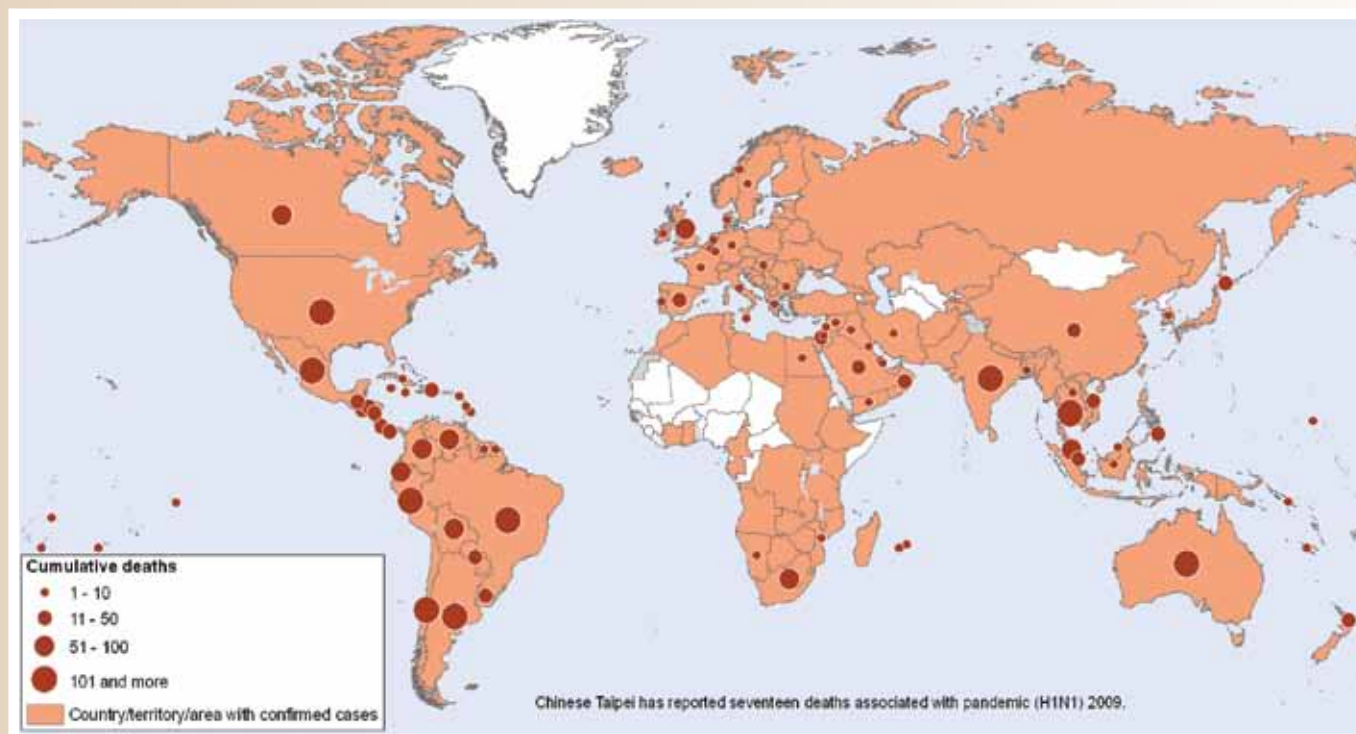 Cumulative deaths
1 - 10
11 - 50
51 - 100
101 and more
Country/territory/area with confirmed cases
Chinese Taipei has reported seventeen deaths associated with pandemic (H1N1) 2009.